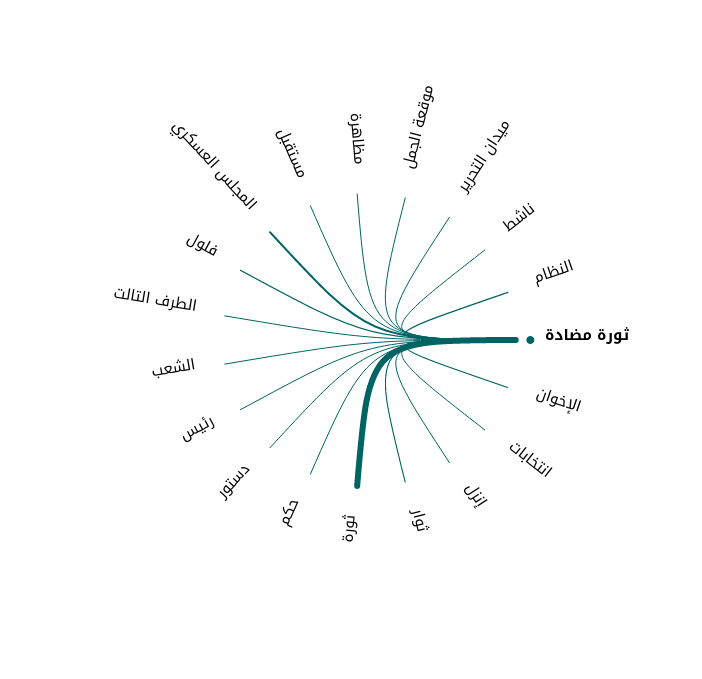 موقعة الجمل
ميدان التحرير
مظاهرة
مستقبل
المجلس العسكري
ناشط
فلول
النظام
الطرف التالت
ثورة مضادة
الشعب
الإخوان
رئيس
انتخابات
دستور
إنزل
حكم
ثوار
ثورة